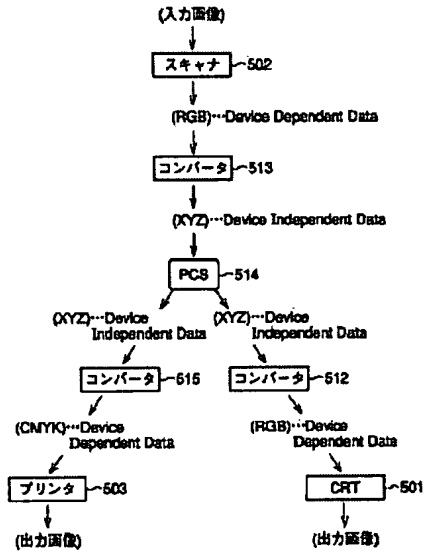 (入力画像)
スキャナ 502
(RGB)…Device Dependent Data
コンバータ 513
(XYZ)…Device Independent Data
PCS 514
(XYZ)…Device
Independent Data
(XYZ)…Device
Independent Data
コンバータ 515
コンバータ 512
(CMYK)…Device
Dependent Data
(RGB)…Device
Dependent Data
プリンタ 503
CRT 501
(出力画像)
(出力画像)